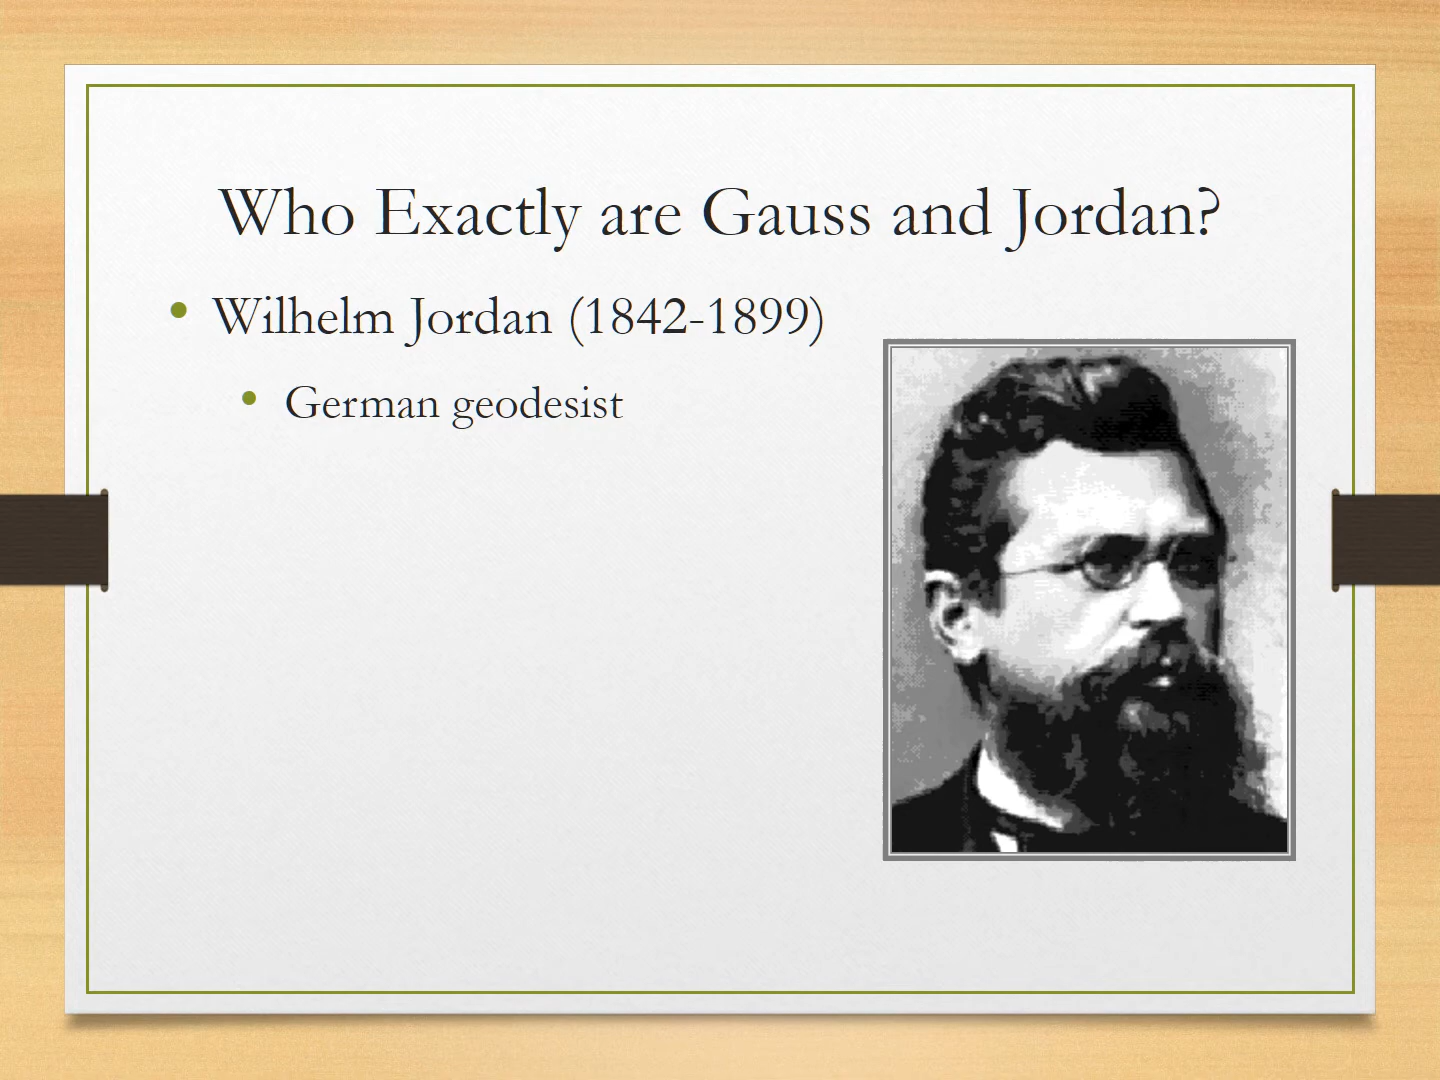 Who Exactly are Gauss and Jordan?
Wilhelm Jordan (1842-1899)
German geodesist